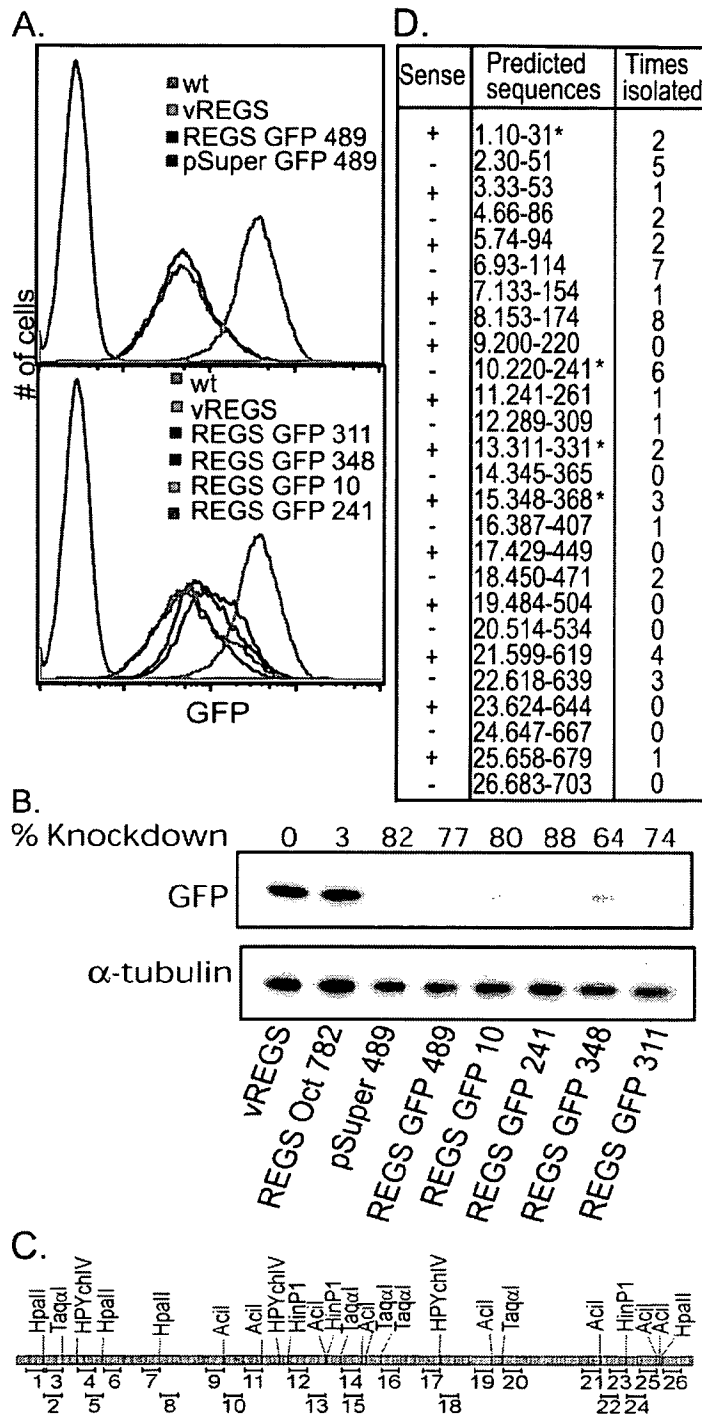 A.
wt
vREGS
REGS GFP 489
pSuper GFP 489
wt
vREGS
REGS GFP 311
REGS GFP 348
REGS GFP 10
REGS GFP 241
# of cells
GFP
D.
Sense Predicted sequences Times isolated
+ 1.10-31* 2
- 2.30-51 5
+ 3.33-53 1
- 4.66-86 2
+ 5.74-94 2
- 6.93-114 7
+ 7.133-154 1
- 8.153-174 8
+ 9.200-220 0
- 10.220-241* 6
+ 11.241-261 1
- 12.289-309 1
+ 13.311-331* 2
- 14.345-365 0
+ 15.348-368* 3
- 16.387-407 1
+ 17.429-449 0
- 18.450-471 2
+ 19.484-504 0
- 20.514-534 0
+ 21.599-619 4
- 22.618-639 3
+ 23.624-644 0
- 24.647-667 0
+ 25.658-679 1
- 26.683-703 0
B.
% Knockdown 0 3 82 77 80 88 64 74
GFP
α-tubulin
vREGS
REGS Oct 782
pSuper 489
REGS GFP 489
REGS GFP 10
REGS GFP 241
REGS GFP 348
REGS GFP 311
C.
HpaII TaqαI HPYchIV HpaII HpaII AciI AciI HPYchIV HinP1 AciI HinP1 TaqαI AciI TaqαI TaqαI HPYchIV AciI TaqαI AciI HinP1 AciI AciI HpaII
1 3 4 6 7 9 11 12 14 16 17 19 20 21 23 25 26
2 5 8 10 13 15 18 22 24